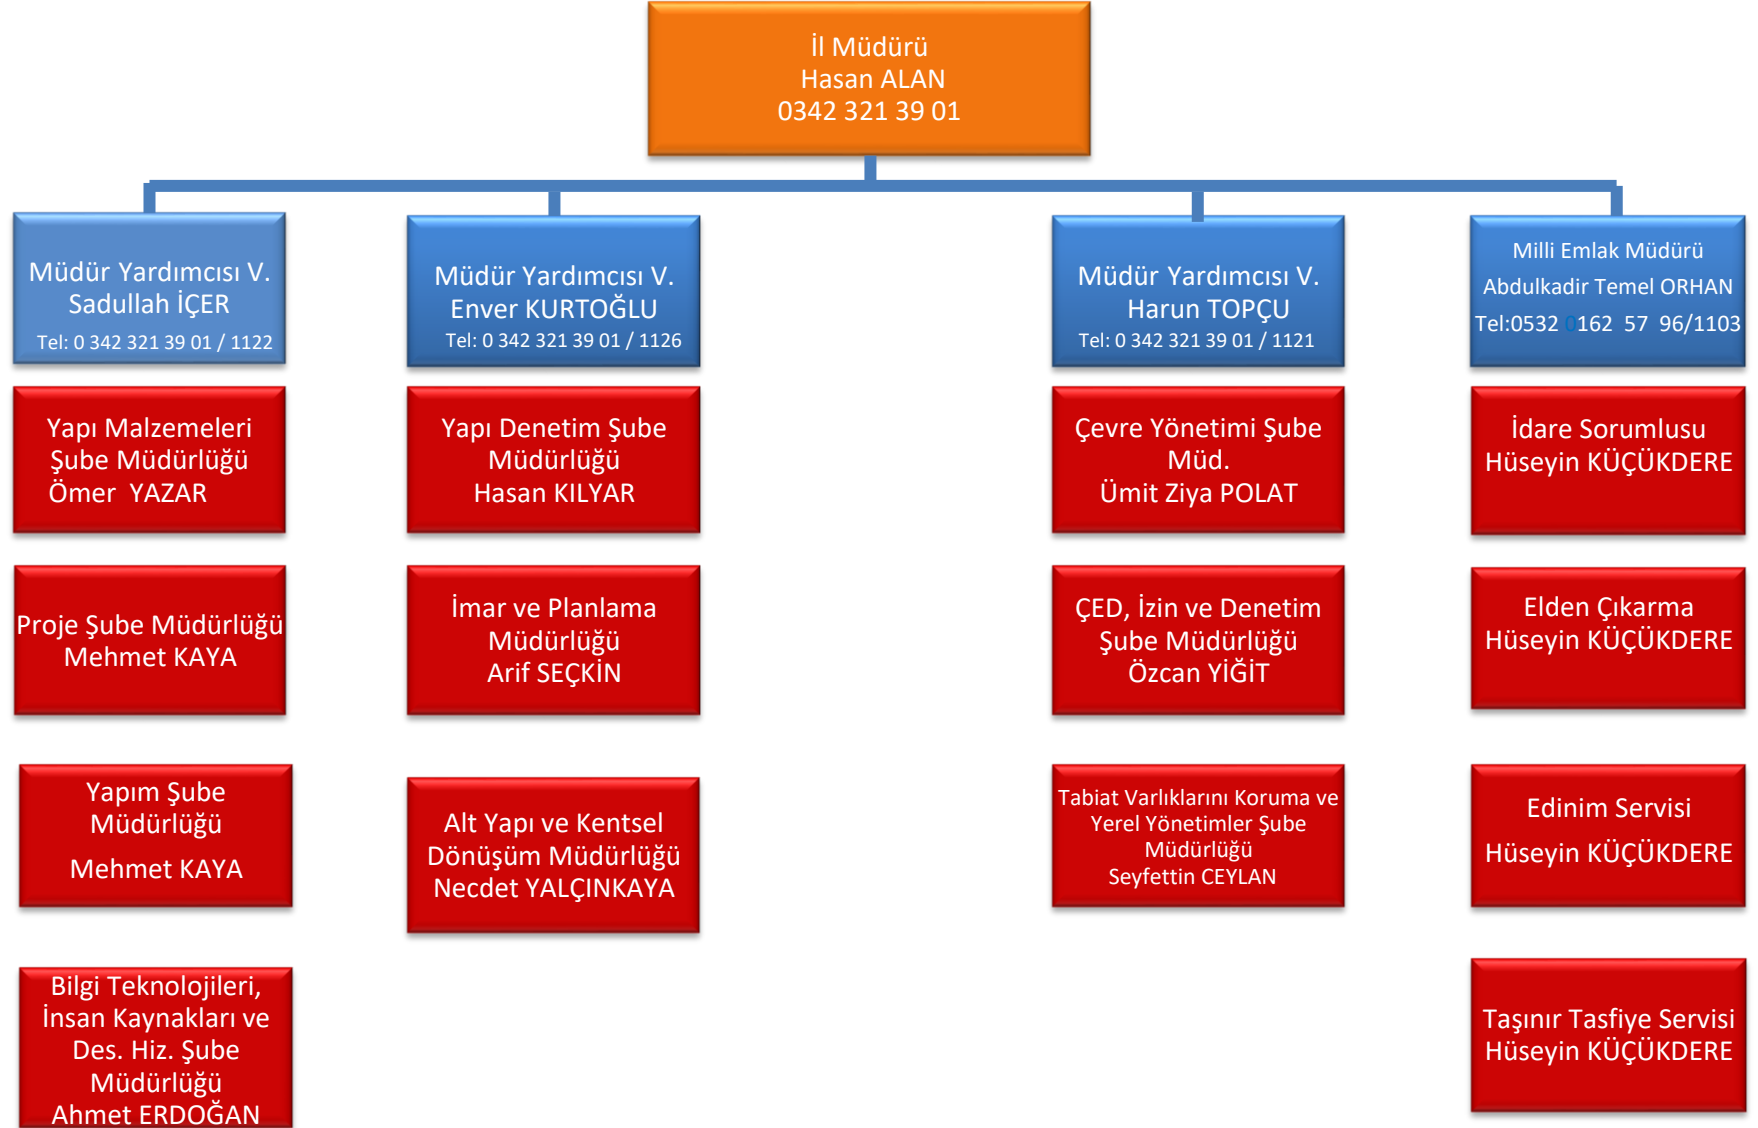 İl Müdürü
Hasan ALAN
0342 321 39 01
Müdür Yardımcısı V.
Sadullah İÇER
Tel: 0 342 321 39 01 / 1122
Müdür Yardımcısı V.
Enver KURTOĞLU
Tel: 0 342 321 39 01 / 1126
Müdür Yardımcısı V.
Harun TOPÇU
Tel: 0 342 321 39 01 / 1121
Milli Emlak Müdürü
Abdulkadir Temel ORHAN
Tel:0532 0162 57 96/1103
Yapı Malzemeleri
Şube Müdürlüğü
Ömer YAZAR
Yapı Denetim Şube
Müdürlüğü
Hasan KILYAR
Çevre Yönetimi Şube
Müd.
Ümit Ziya POLAT
İdare Sorumlusu
Hüseyin KÜÇÜKDERE
Proje Şube Müdürlüğü
Mehmet KAYA
İmar ve Planlama
Müdürlüğü
Arif SEÇKİN
ÇED, İzin ve Denetim
Şube Müdürlüğü
Özcan YİĞİT
Elden Çıkarma
Hüseyin KÜÇÜKDERE
Yapım Şube
Müdürlüğü
Mehmet KAYA
Alt Yapı ve Kentsel
Dönüşüm Müdürlüğü
Necdet YALÇINKAYA
Tabiat Varlıklarını Koruma ve
Yerel Yönetimler Şube
Müdürlüğü
Seyfettin CEYLAN
Edinim Servisi
Hüseyin KÜÇÜKDERE
Bilgi Teknolojileri,
İnsan Kaynakları ve
Des. Hiz. Şube
Müdürlüğü
Ahmet ERDOĞAN
Taşınır Tasfiye Servisi
Hüseyin KÜÇÜKDERE